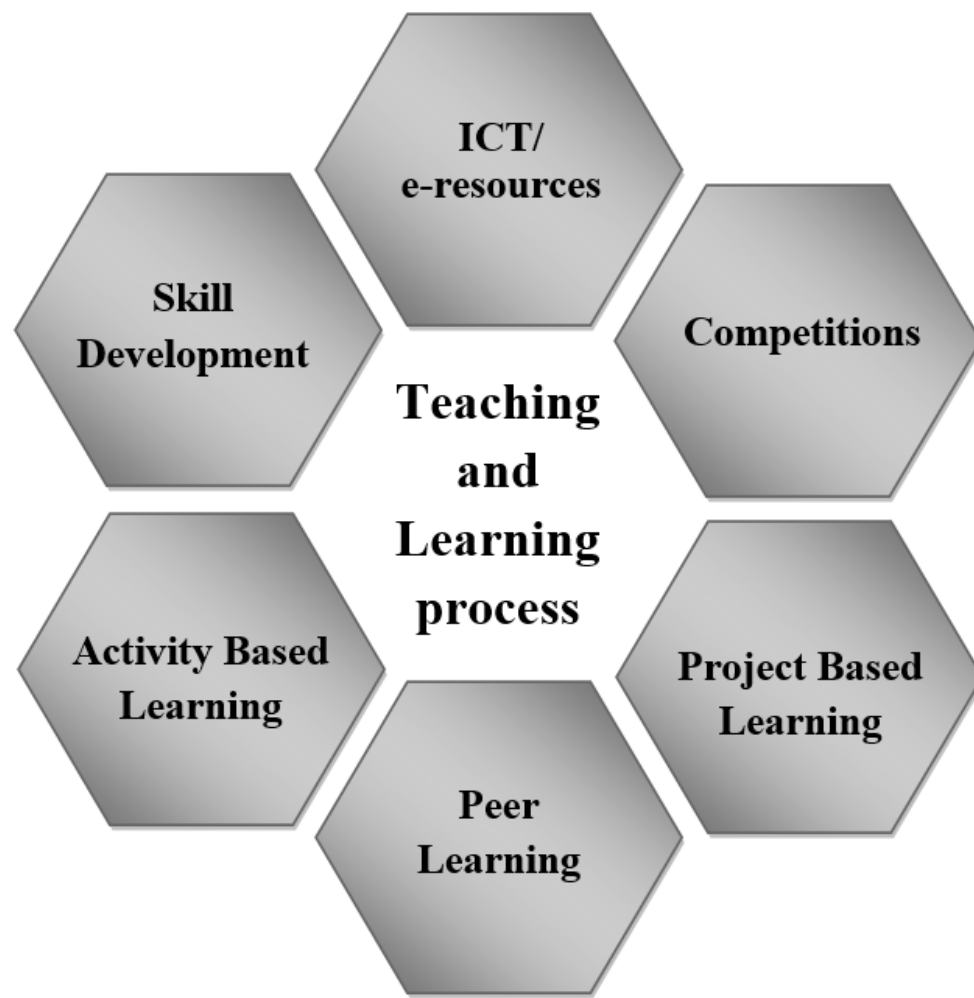 ICT/
e-resources
Skill
Development
Competitions
Teaching
and
Learning
process
Activity Based
Learning
Project Based
Learning
Peer
Learning